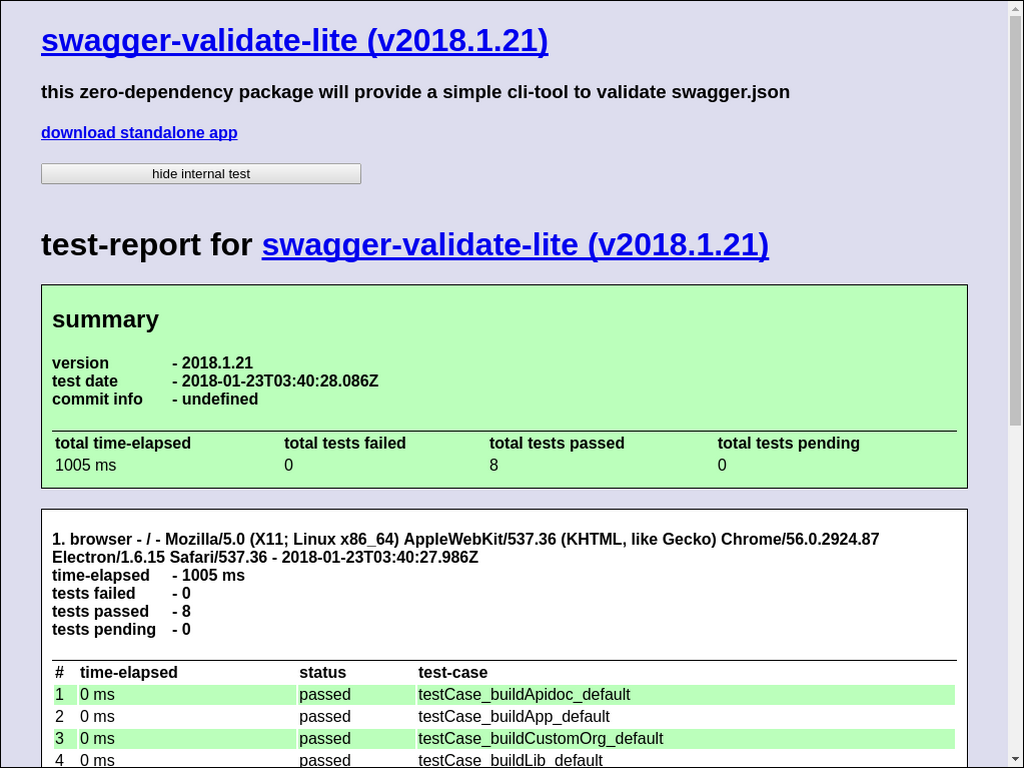 swagger-validate-lite (v2018.1.21)
this zero-dependency package will provide a simple cli-tool to validate swagger.json
download standalone app
hide internal test
test-report for swagger-validate-lite (v2018.1.21)
summary
version - 2018.1.21
test date - 2018-01-23T03:40:28.086Z
commit info - undefined
total time-elapsed total tests failed total tests passed total tests pending
1005 ms 0 8 0
1. browser - / - Mozilla/5.0 (X11; Linux x86_64) AppleWebKit/537.36 (KHTML, like Gecko) Chrome/56.0.2924.87
Electron/1.6.15 Safari/537.36 - 2018-01-23T03:40:27.986Z
time-elapsed - 1005 ms
tests failed - 0
tests passed - 8
tests pending - 0
# time-elapsed status test-case
1 0 ms passed testCase_buildApidoc_default
2 0 ms passed testCase_buildApp_default
3 0 ms passed testCase_buildCustomOrg_default
4 0 ms passed testCase_buildLib_default